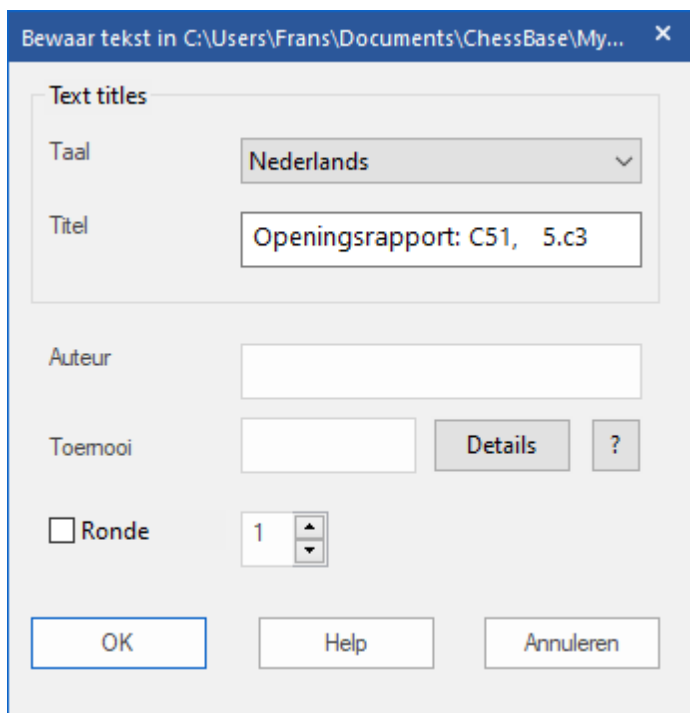 Bewaar tekst in C:\Users\Frans\Documents\ChessBase\My...
Text titles
Taal
Nederlands
Titel
Openingsrapport: C51, 5.c3
Auteur
Toernooi
Details
?
Ronde
1
OK
Help
Annuleren